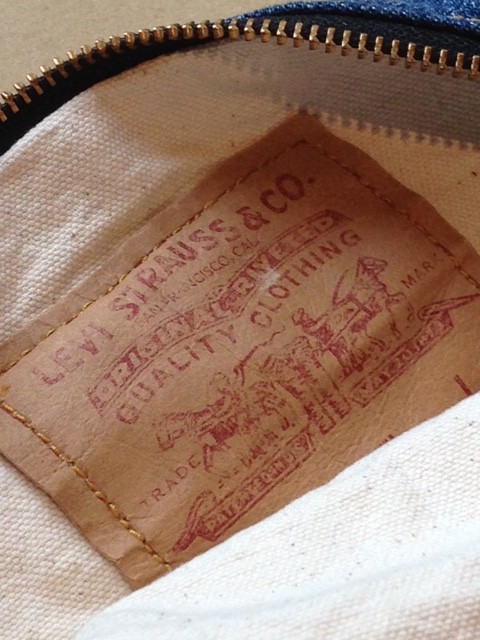 LEVI STRAUSS & CO.
SAN FRANCISCO, CAL.
ORIGINAL RIVETED
QUALITY CLOTHING
TRADE MARK